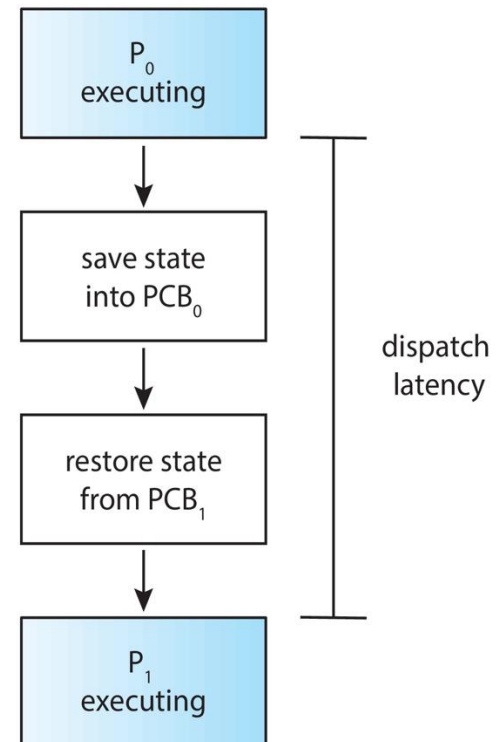 P₀
executing
save state
into PCB₀
dispatch
latency
restore state
from PCB₁
P₁
executing